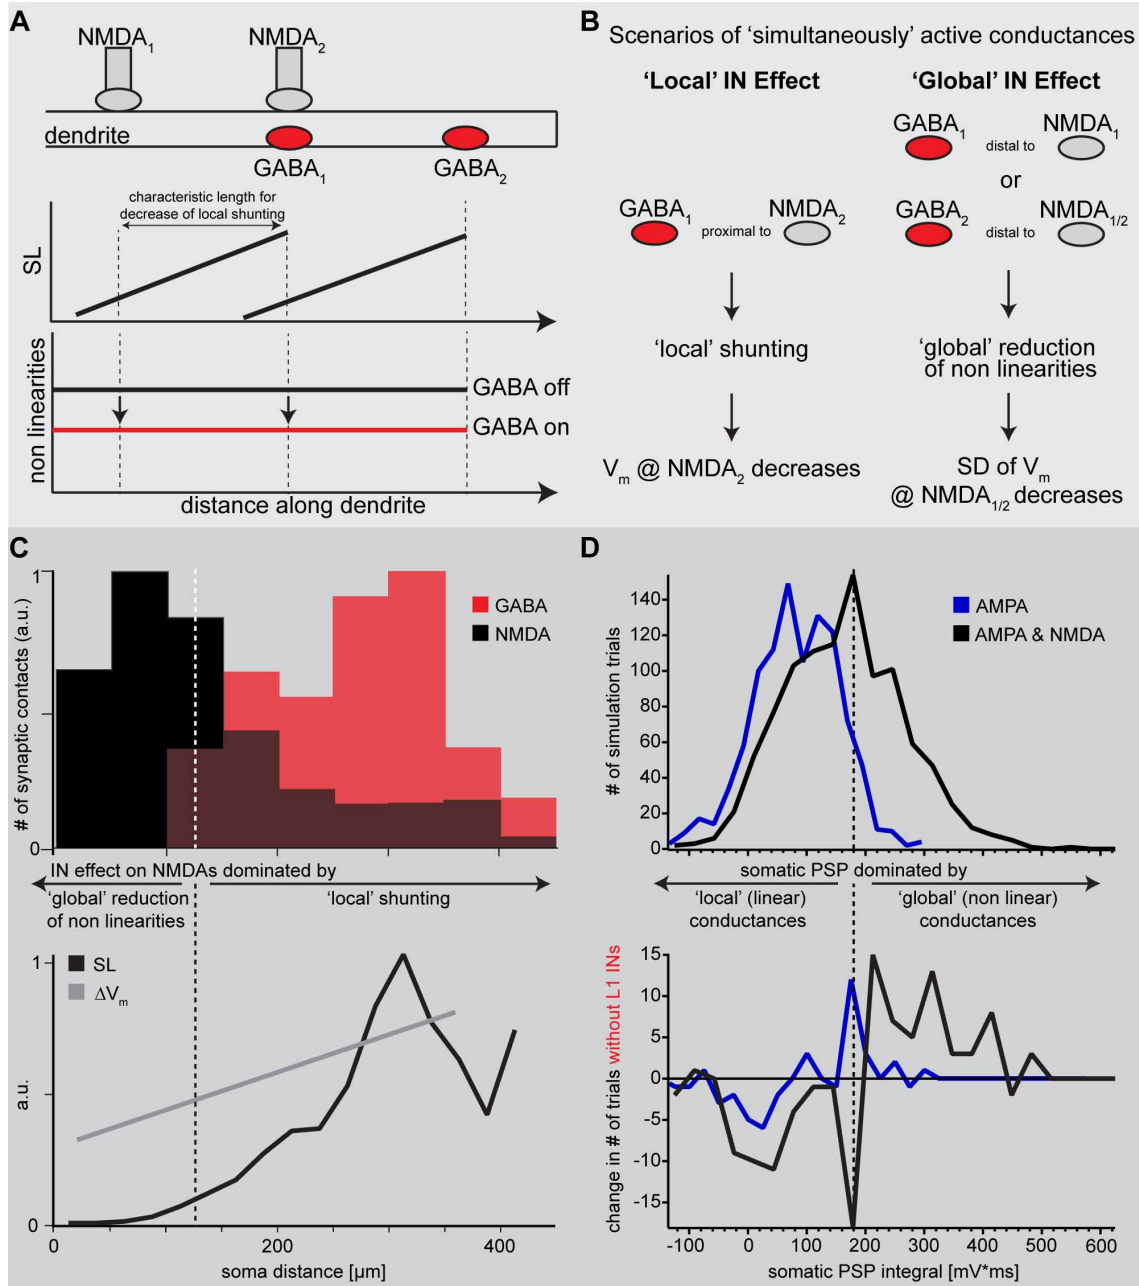 A
NMDA1
NMDA2
dendrite
GABA1
GABA2
characteristic length for
decrease of local shunting
SL
non linearities
GABA off
GABA on
distance along dendrite
B
Scenarios of 'simultaneously' active conductances
'Local' IN Effect
'Global' IN Effect
GABA1 distal to NMDA1
or
GABA1 proximal to NMDA2
GABA2 distal to NMDA1/2
'local' shunting
'global' reduction
of non linearities
Vm @ NMDA2 decreases
SD of Vm
@ NMDA1/2 decreases
C
# of synaptic contacts (a.u.)
1
0
GABA
NMDA
IN effect on NMDAs dominated by
'global' reduction
of non linearities
'local' shunting
SL
ΔVm
a.u.
1
0
0 200 400
soma distance [µm]
D
# of simulation trials
140
120
100
80
60
40
20
0
AMPA
AMPA & NMDA
somatic PSP dominated by
'local' (linear)
conductances
'global' (non linear)
conductances
change in # of trials without L1 INs
15
10
5
0
-5
-10
-15
-100 0 100 200 300 400 500 600
somatic PSP integral [mV*ms]